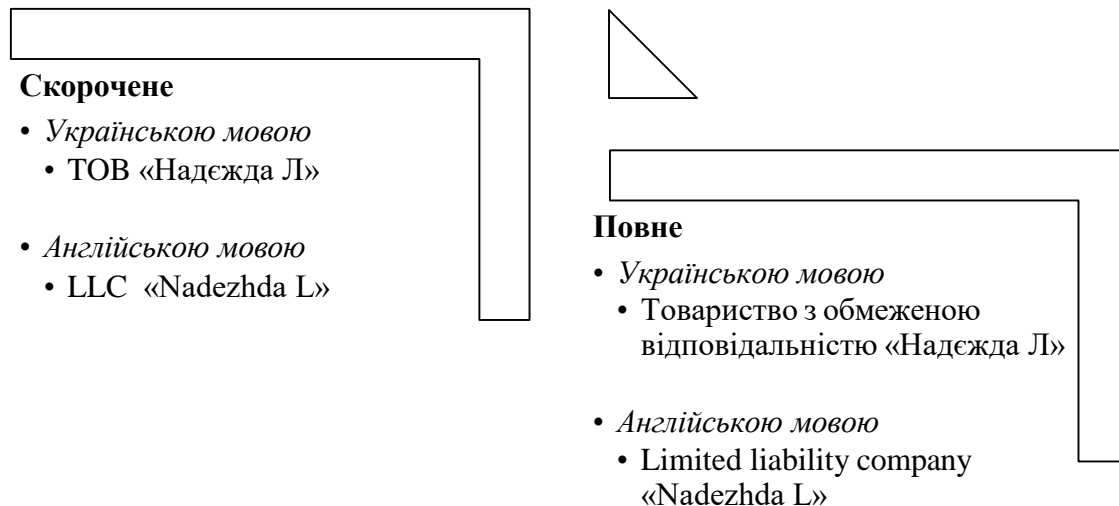 Скорочене
• Українською мовою
• ТОВ «Надєжда Л»
• Англійською мовою
• LLC «Nadezhda L»
Повне
• Українською мовою
• Товариство з обмеженою
відповідальністю «Надєжда Л»
• Англійською мовою
• Limited liability company
«Nadezhda L»